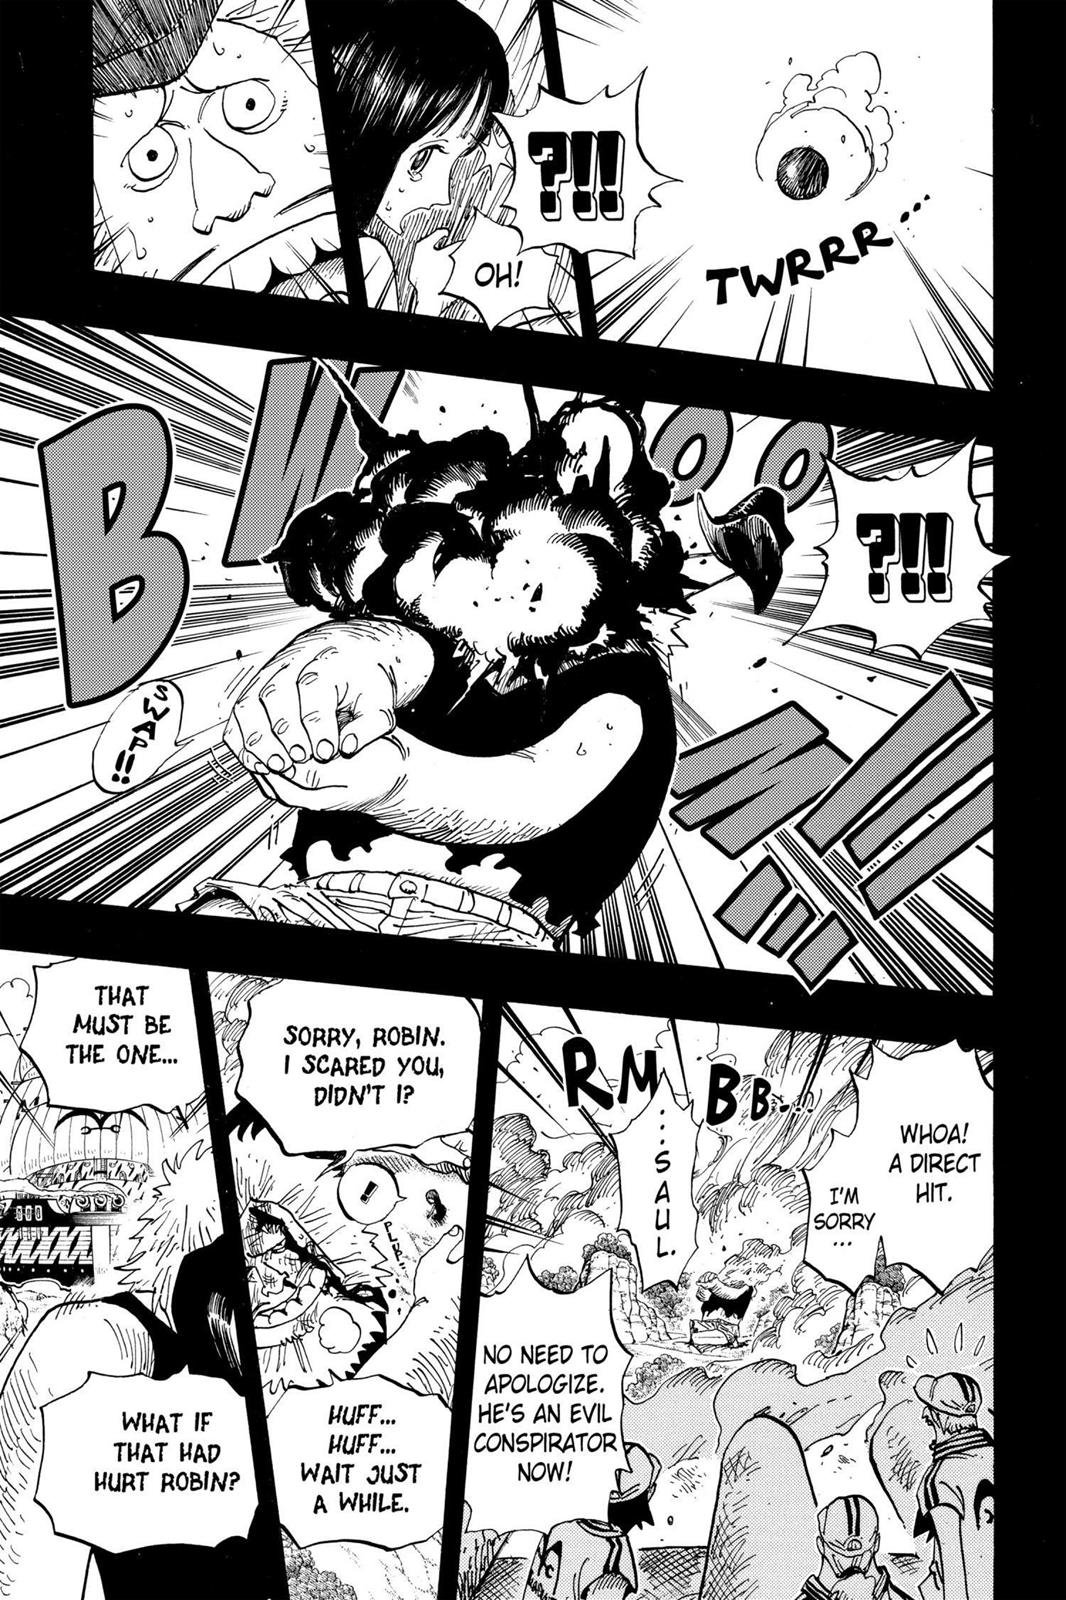 TWRRR...
?!!
OH!
?!!
BWOOOM!!!
SWAP!!
WHOA!
A DIRECT
HIT.
I'M
SORRY
...
RMBB...
...SAUL.
NO NEED TO
APOLOGIZE.
HE'S AN EVIL
CONSPIRATOR
NOW!
SORRY, ROBIN.
I SCARED YOU,
DIDN'T I?
!
HUFF...
HUFF...
WAIT JUST
A WHILE.
THAT
MUST BE
THE ONE...
WHAT IF
THAT HAD
HURT ROBIN?